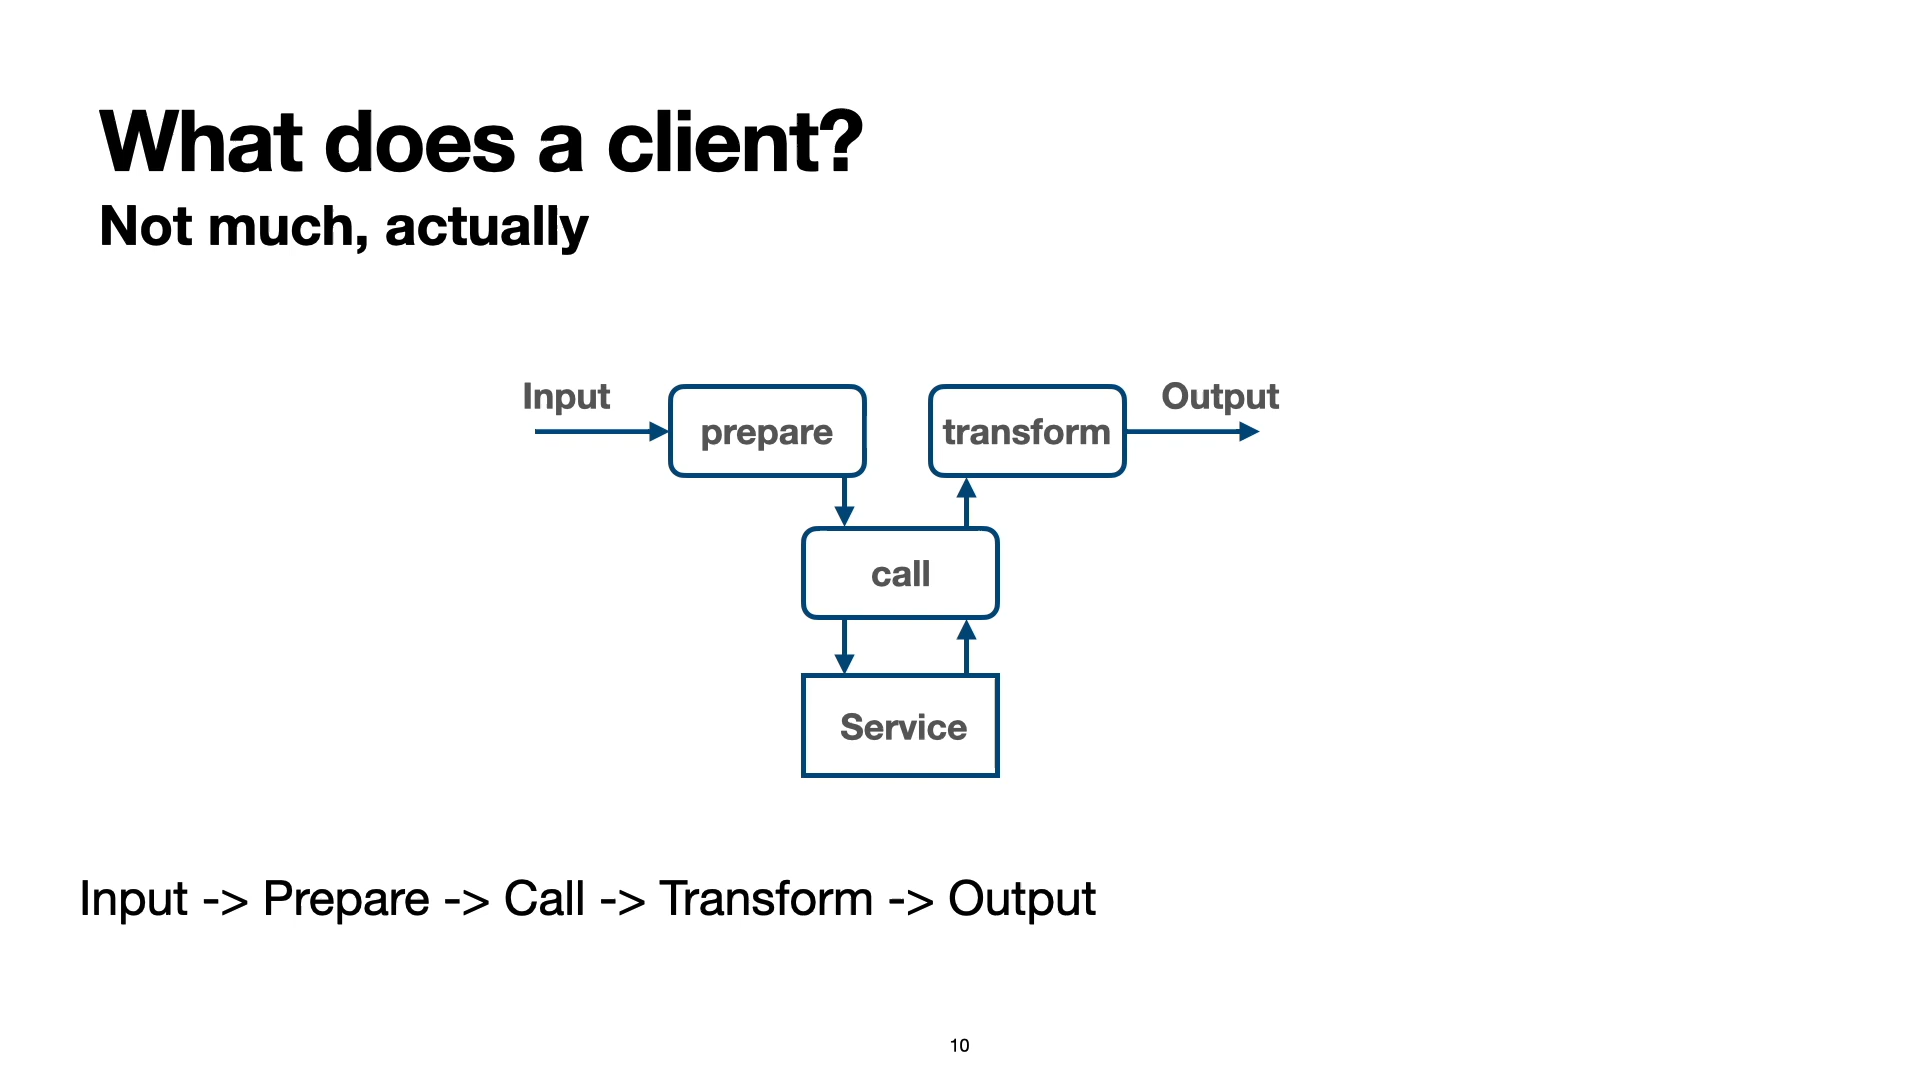 What does a client?
Not much, actually
Input
prepare
transform
Output
call
Service
Input -> Prepare -> Call -> Transform -> Output
10